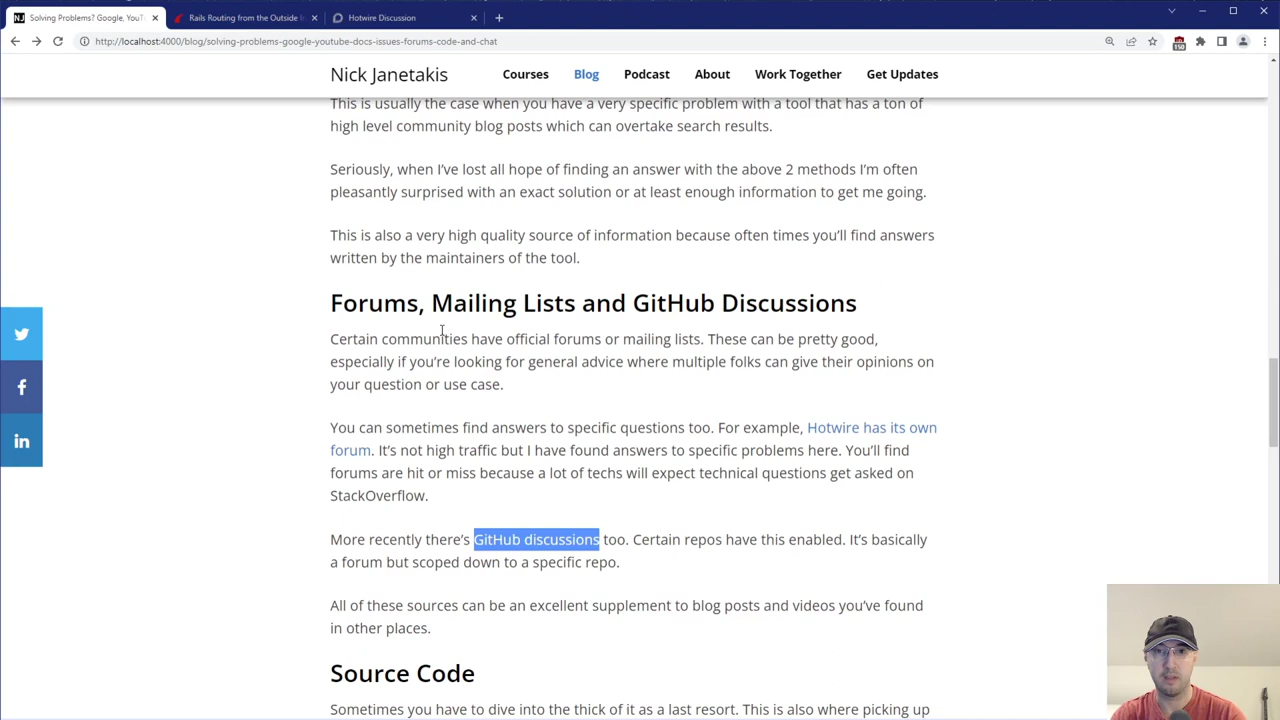 Solving Problems? Google, YouT
Rails Routing from the Outside I
Hotwire Discussion
http://localhost:4000/blog/solving-problems-google-youtube-docs-issues-forums-code-and-chat
150
Nick Janetakis
Courses
Blog
Podcast
About
Work Together
Get Updates
This is usually the case when you have a very specific problem with a tool that has a ton of
high level community blog posts which can overtake search results.
Seriously, when I've lost all hope of finding an answer with the above 2 methods I'm often
pleasantly surprised with an exact solution or at least enough information to get me going.
This is also a very high quality source of information because often times you'll find answers
written by the maintainers of the tool.
Forums, Mailing Lists and GitHub Discussions
Certain communities have official forums or mailing lists. These can be pretty good,
especially if you're looking for general advice where multiple folks can give their opinions on
your question or use case.
You can sometimes find answers to specific questions too. For example, Hotwire has its own
forum. It's not high traffic but I have found answers to specific problems here. You'll find
forums are hit or miss because a lot of techs will expect technical questions get asked on
StackOverflow.
More recently there's GitHub discussions too. Certain repos have this enabled. It's basically
a forum but scoped down to a specific repo.
All of these sources can be an excellent supplement to blog posts and videos you've found
in other places.
Source Code
Sometimes you have to dive into the thick of it as a last resort. This is also where picking up